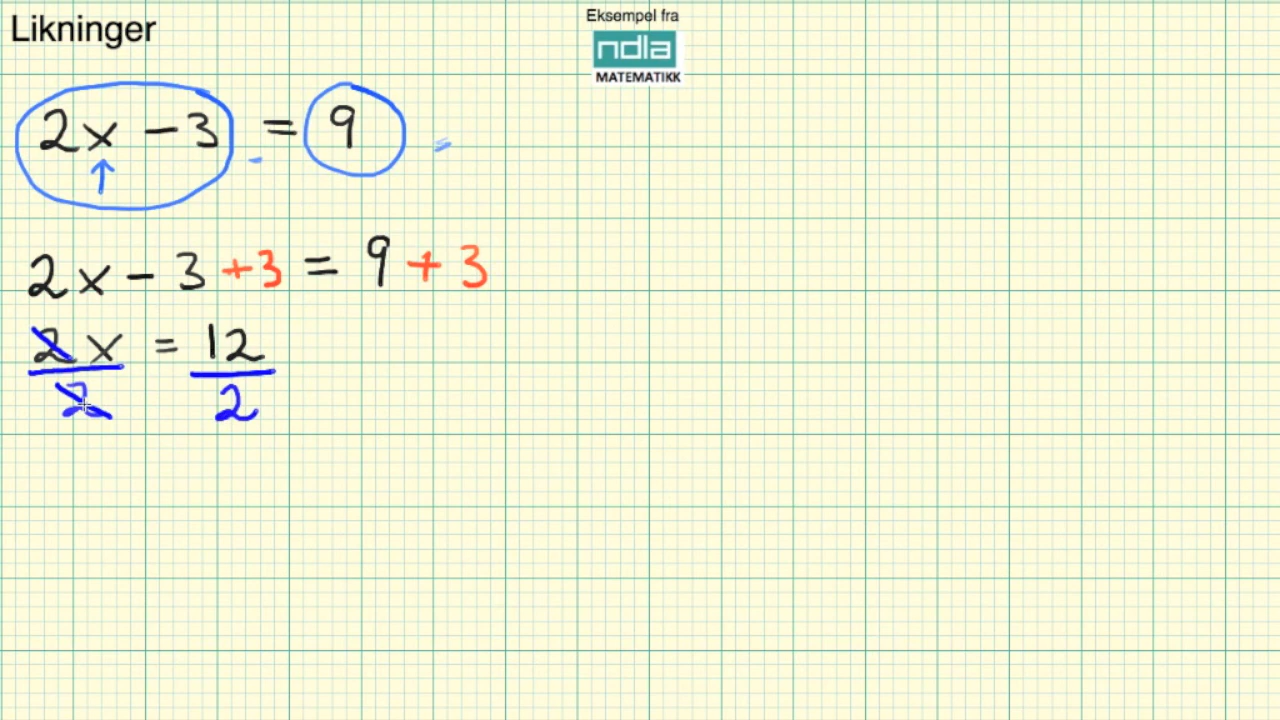 Likninger
Eksempel fra
ndla
MATEMATIKK
2x - 3 = 9
2x - 3 + 3 = 9 + 3
2x = 12
2 2